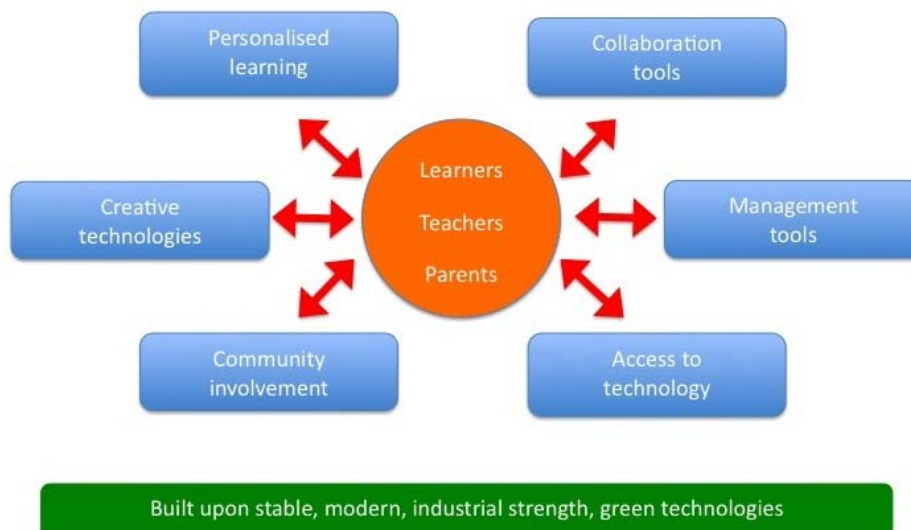 Personalised
learning
Collaboration
tools
Learners
Teachers
Parents
Creative
technologies
Management
tools
Community
involvement
Access to
technology
Built upon stable, modern, industrial strength, green technologies